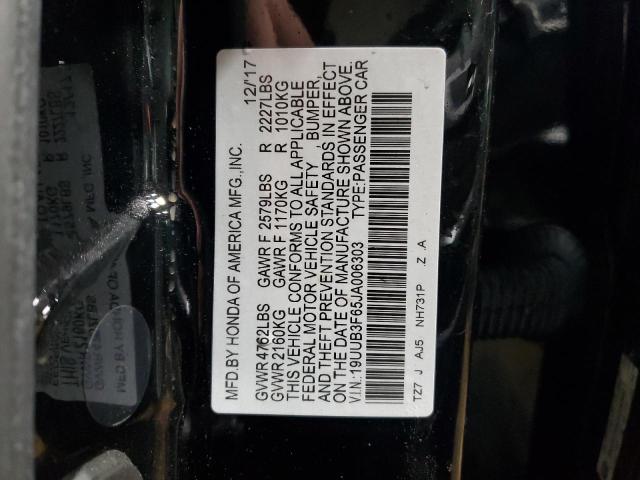 MFD.BY HONDA OF AMERICA MFG.,INC. 12/17
GVWR 4762LBS GAWR F 2579LBS R 2227LBS
GVWR 2160KG GAWR F 1170KG R 1010KG
THIS VEHICLE CONFORMS TO ALL APPLICABLE
FEDERAL MOTOR VEHICLE SAFETY , BUMPER,
AND THEFT PREVENTION STANDARDS IN EFFECT
ON THE DATE OF MANUFACTURE SHOWN ABOVE.
V.I.N.:19UUB3F65JA006303 TYPE:PASSENGER CAR
TZ7 J AJ5 NH731P .Z .A